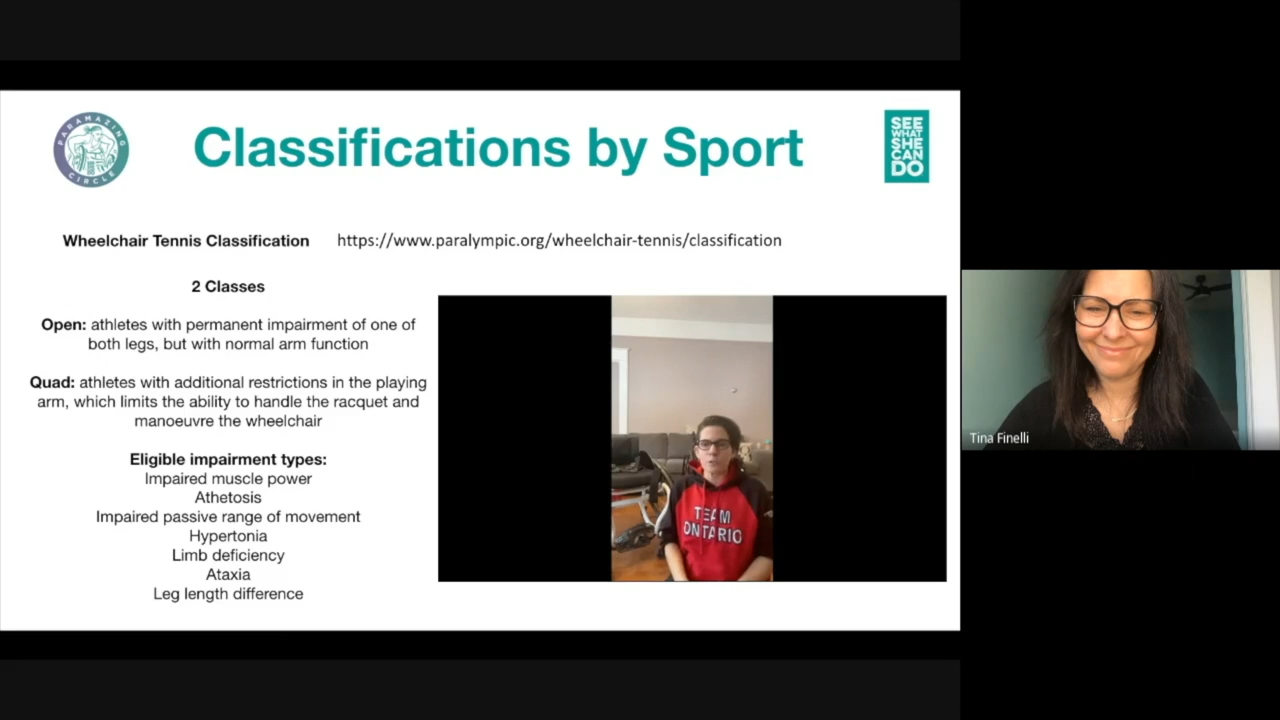 PARAMAZING
CIRCLE
Classifications by Sport
SEE
WHAT
SHE
CAN
DO
Wheelchair Tennis Classification https://www.paralympic.org/wheelchair-tennis/classification
2 Classes
Open: athletes with permanent impairment of one of
both legs, but with normal arm function
Quad: athletes with additional restrictions in the playing
arm, which limits the ability to handle the racquet and
manoeuvre the wheelchair
Eligible impairment types:
Impaired muscle power
Athetosis
Impaired passive range of movement
Hypertonia
Limb deficiency
Ataxia
Leg length difference
TEAM
ONTARIO
Tina Finelli